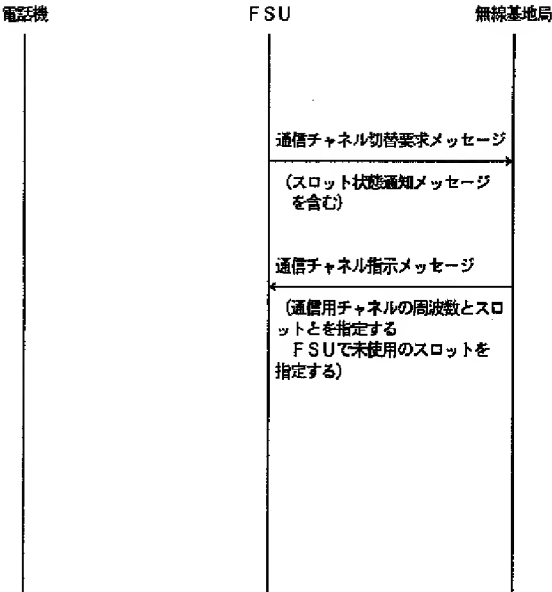 電話機
ＦＳＵ
無線基地局
通信チャネル切替要求メッセージ
（スロット状態通知メッセージ
を含む）
通信チャネル指示メッセージ
（通信用チャネルの周波数とスロ
ットとを指定する
ＦＳＵで未使用のスロットを
指定する）